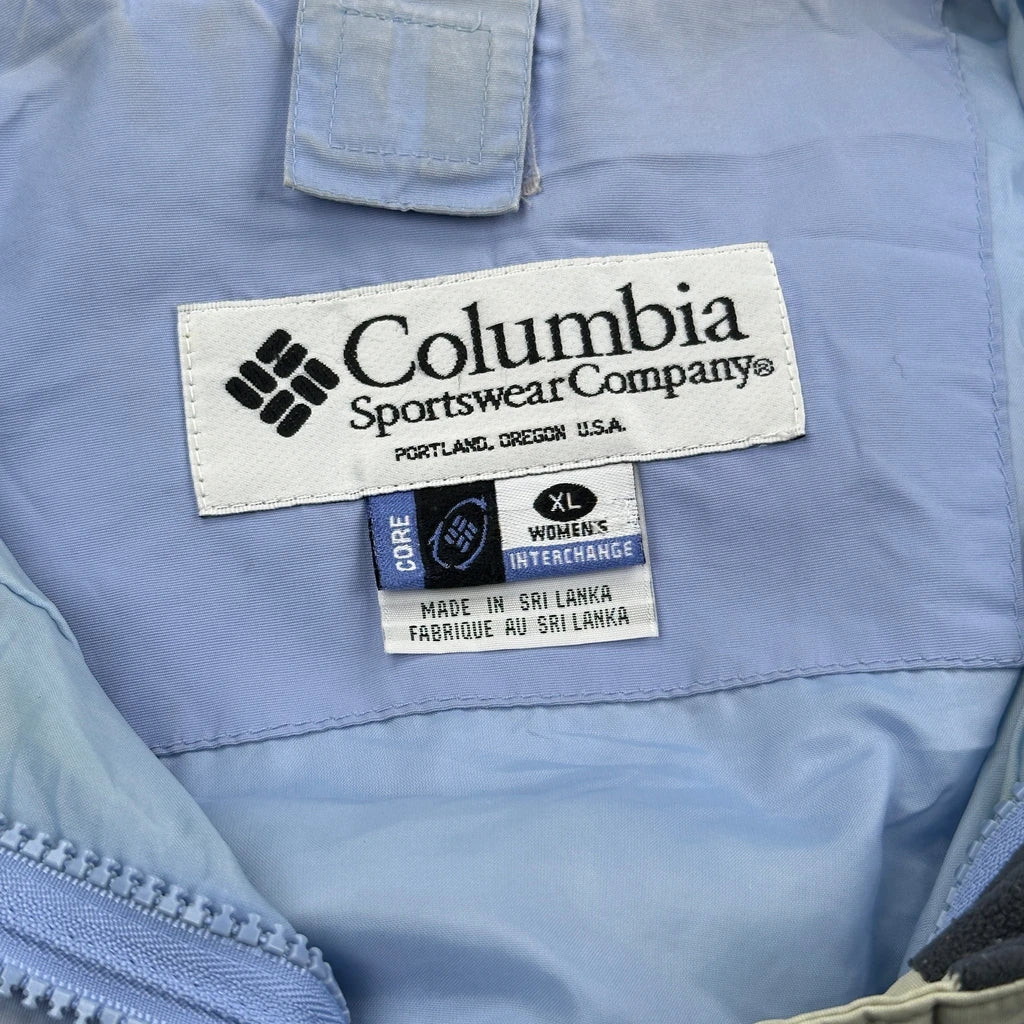 Columbia
Sportswear Company®
PORTLAND, OREGON U.S.A.
CORE
XL
WOMEN'S
INTERCHANGE
MADE IN SRI LANKA
FABRIQUE AU SRI LANKA